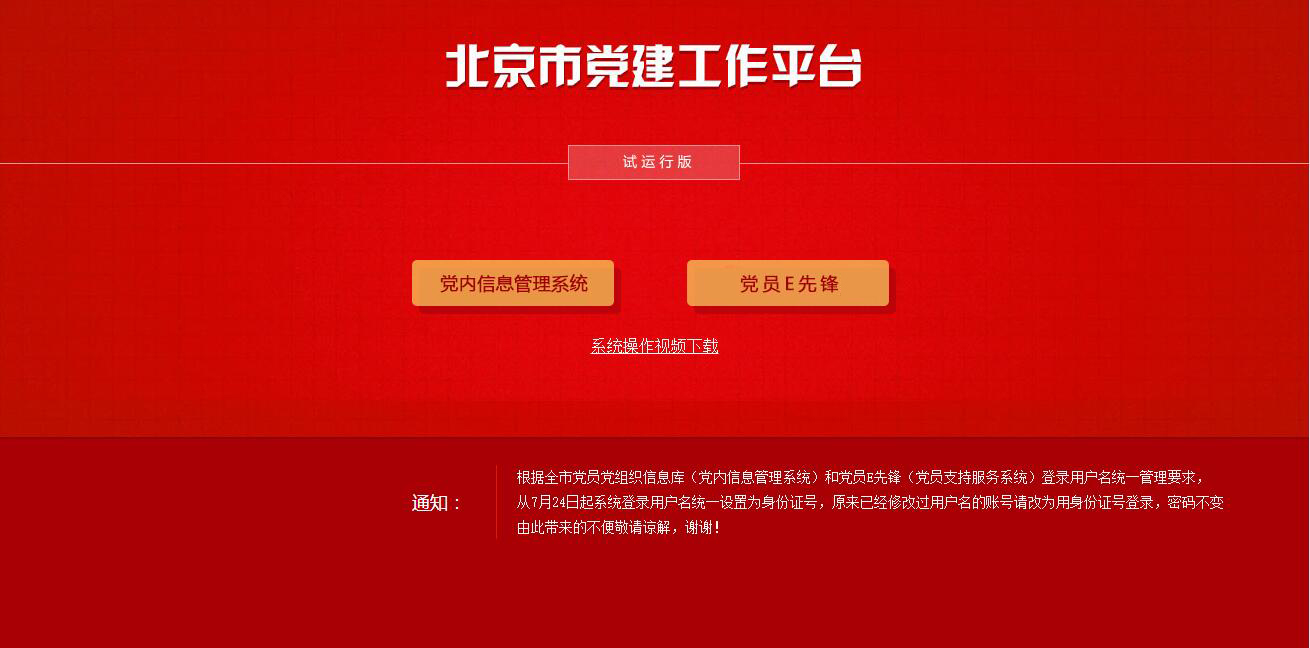 北京市党建工作平台
试运行版
党内信息管理系统
党员E先锋
系统操作视频下载
通知：
根据全市党员党组织信息库（党内信息管理系统）和党员E先锋（党员支持服务系统）登录用户名统一管理要求，
从7月24日起系统登录用户名统一设置为身份证号，原来已经修改过用户名的账号请改为用身份证号登录，密码不变
由此带来的不便敬请谅解，谢谢！